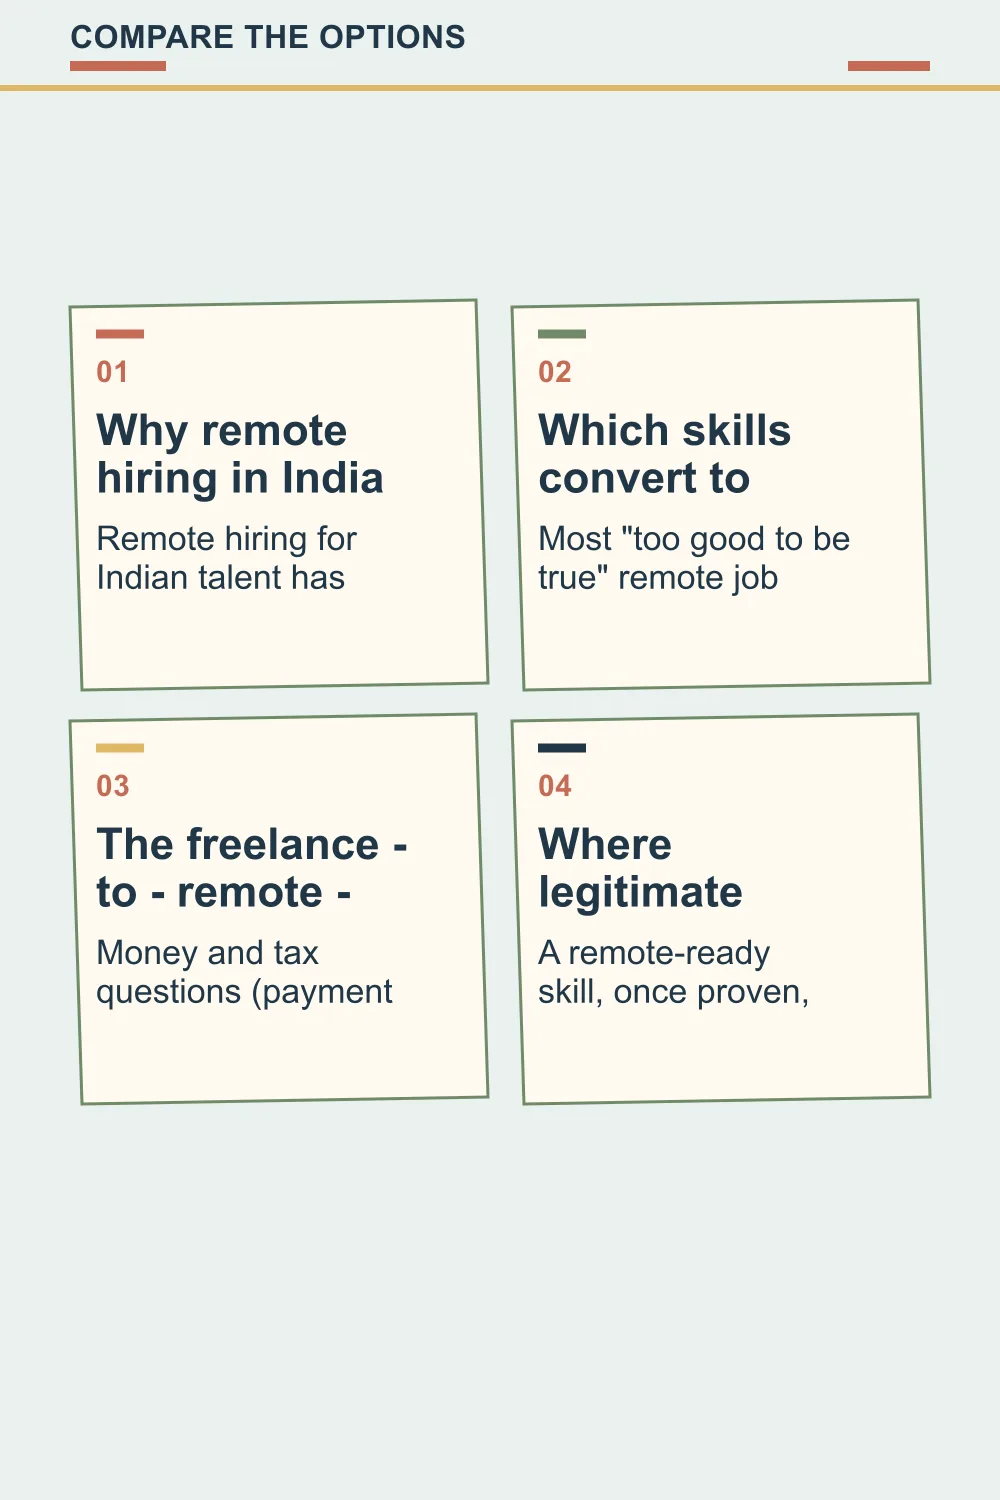 COMPARE THE OPTIONS
01
Why remote
hiring in India
Remote hiring for
Indian talent has
02
Which skills
convert to
Most "too good to be
true" remote job
03
The freelance -
to - remote -
Money and tax
questions (payment
04
Where
legitimate
A remote-ready
skill, once proven,